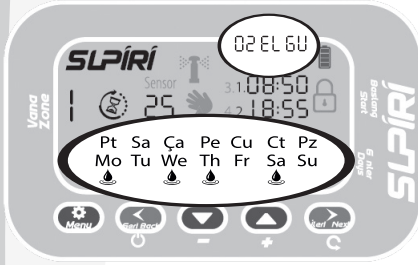 02 EL GU
SLPİRİ
Sensor
25
3.1.08:50
4.2.18:55
Vana
Zone
1
Pt Sa Ça Pe Cu Ct Pz
Mo Tu We Th Fr Sa Su
Başlangıç
Start
Günler
Days
SLPİRİ
Menu
Geri Back
İleri Next
- + C